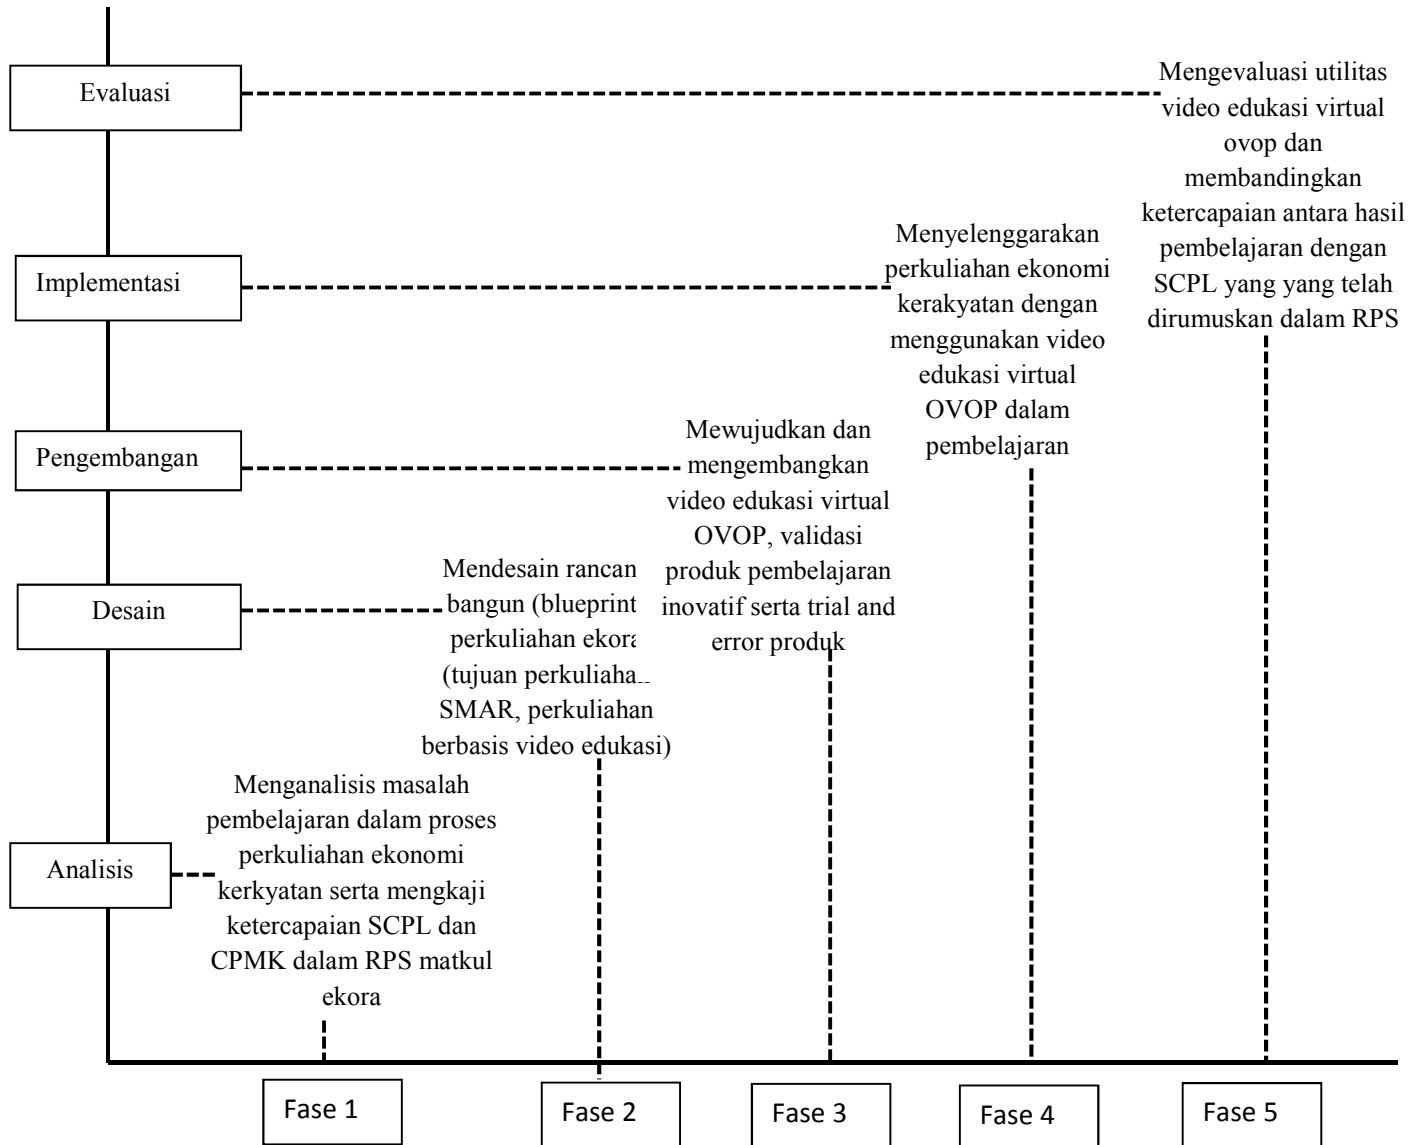 Evaluasi
Mengevaluasi utilitas
video edukasi virtual
ovop dan
membandingkan
ketercapaian antara hasil
pembelajaran dengan
SCPL yang yang telah
dirumuskan dalam RPS
Implementasi
Menyelenggarakan
perkuliahan ekonomi
kerakyatan dengan
menggunakan video
edukasi virtual
OVOP dalam
pembelajaran
Pengembangan
Mewujudkan dan
mengembangkan
video edukasi virtual
OVOP, validasi
produk pembelajaran
inovatif serta trial and
error produk
Desain
Mendesain rancan
bangun (blueprint
perkuliahan
(tujuan
SMAR, perkuliahan
berbasis video edukasi)
Analisis
Menganalisis masalah
pembelajaran dalam proses
perkuliahan ekonomi
kerkyatan serta mengkaji
ketercapaian SCPL dan
CPMK dalam RPS matkul
ekora
Fase 1
Fase 2
Fase 3
Fase 4
Fase 5